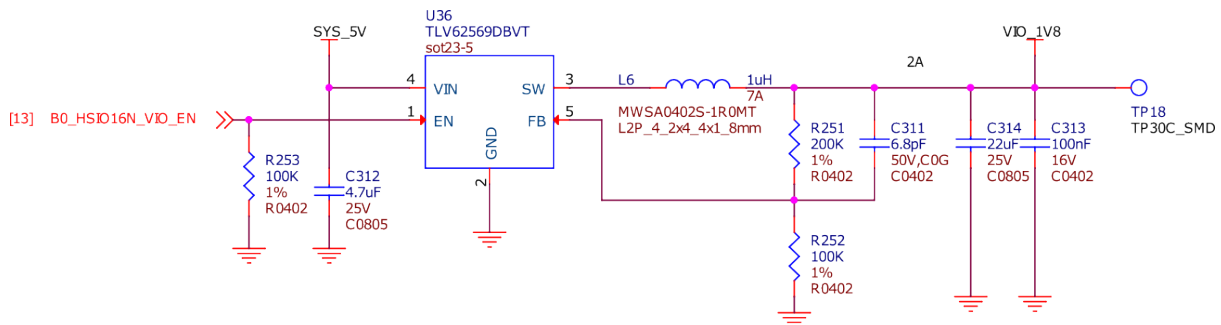 U36
TLV62569DBVT
sot23-5
SYS_5V
VIO_1V8
2A
4
VIN
SW
3
L6
1uH
7A
MWSA0402S-1R0MT
L2P_4_2x4_4x1_8mm
TP18
TP30C_SMD
[13] B0_HSIO16N_VIO_EN
1
EN
FB
5
GND
2
R253
100K
1%
R0402
C312
4.7uF
25V
C0805
R251
200K
1%
R0402
C311
6.8pF
50V,C0G
C0402
C314
22uF
25V
C0805
C313
100nF
16V
C0402
R252
100K
1%
R0402